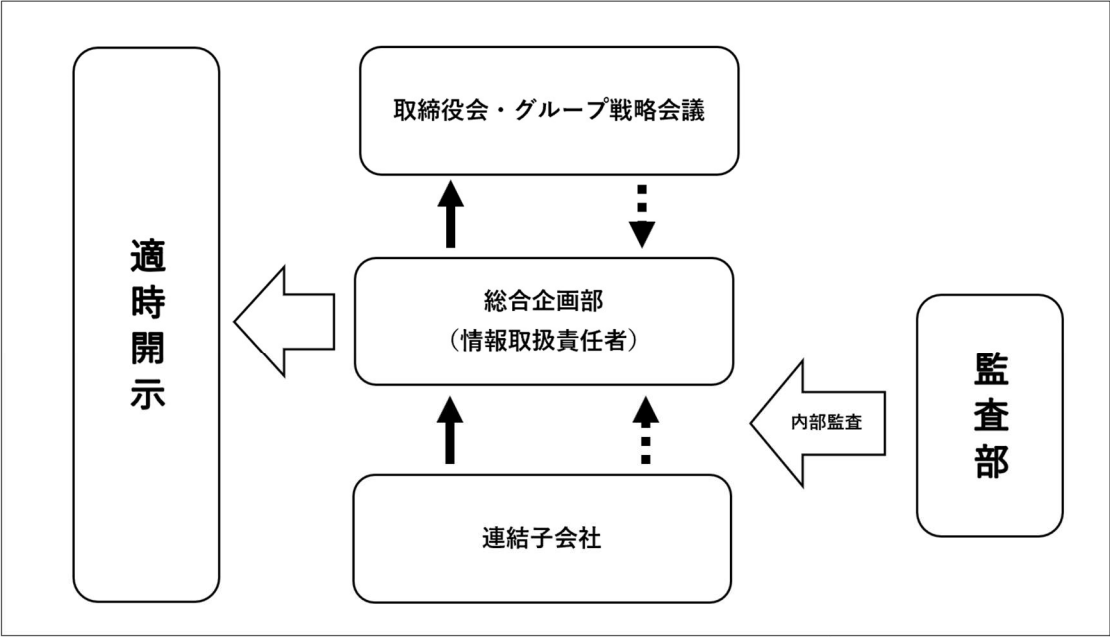 取締役会・グループ戦略会議
適時開示
総合企画部
（情報取扱責任者）
内部監査
監査部
連結子会社